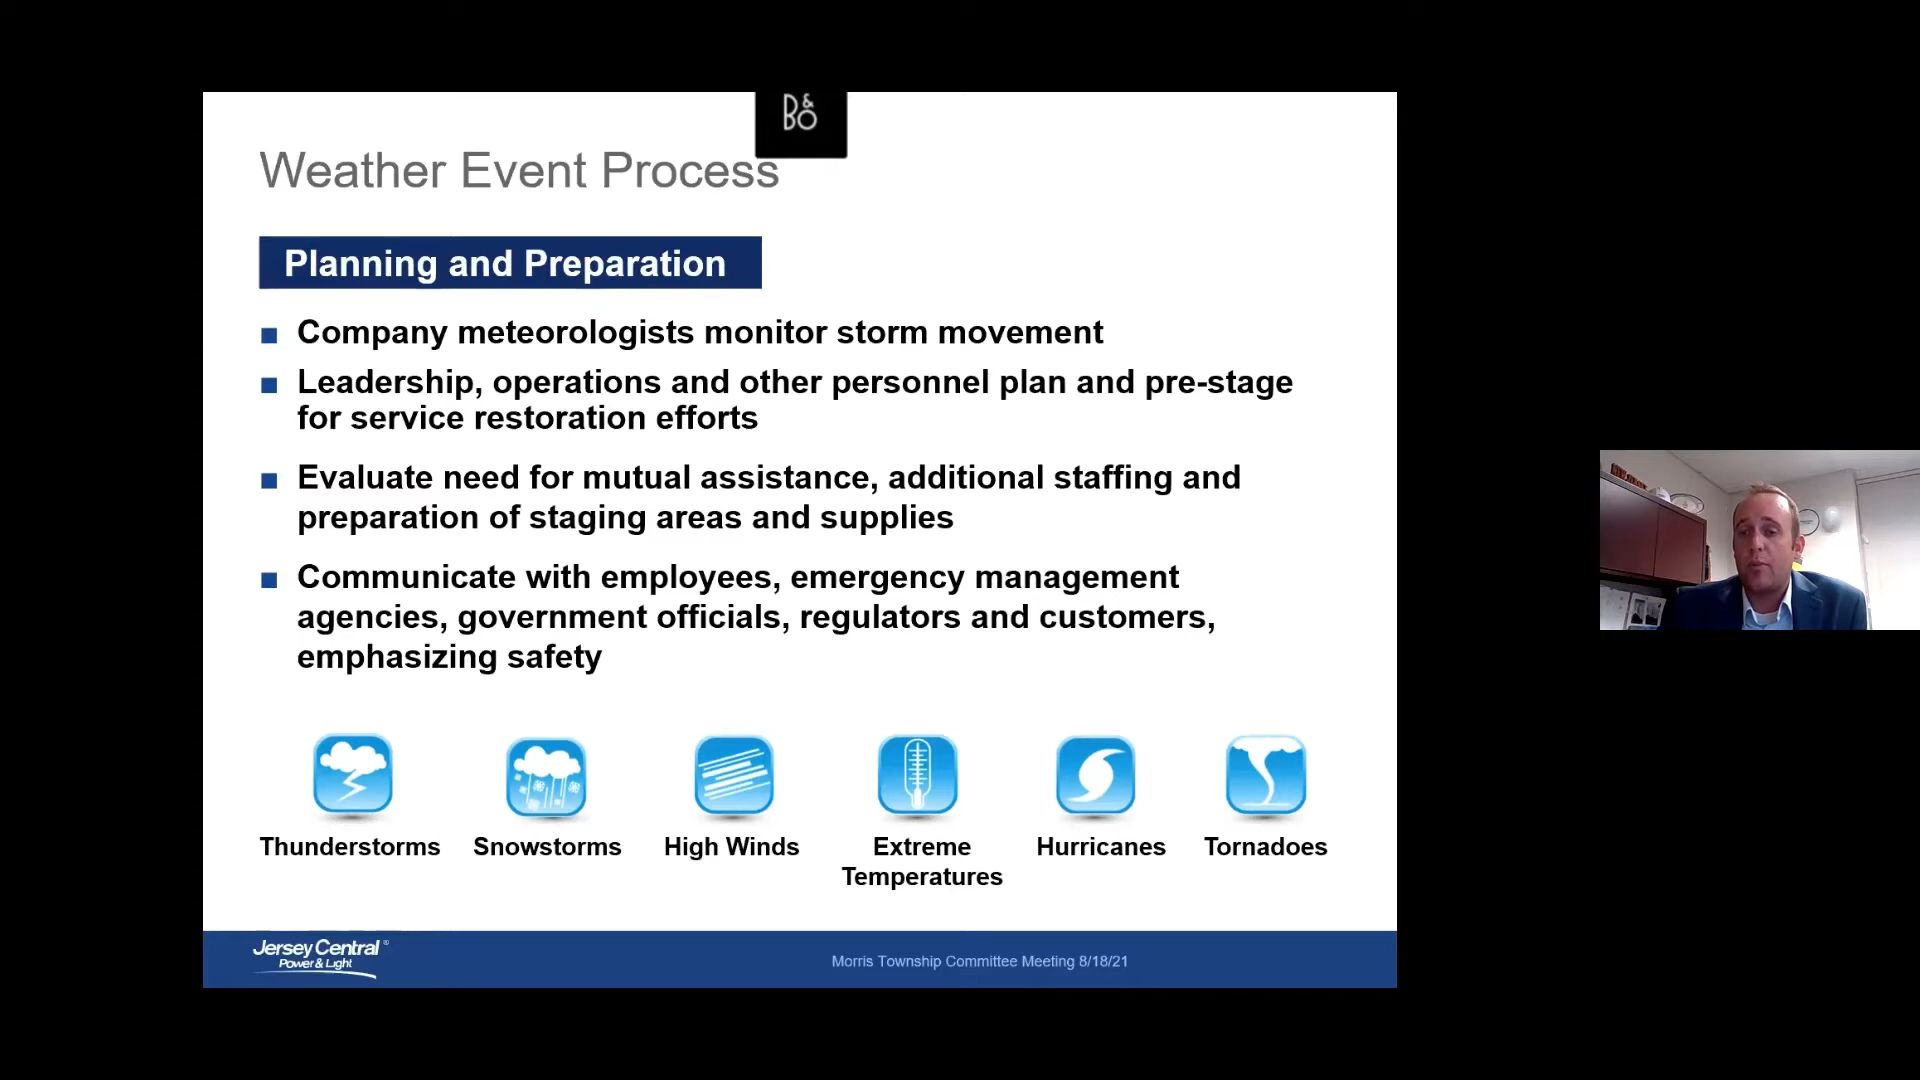 B&O
Weather Event Process
Planning and Preparation
Company meteorologists monitor storm movement
Leadership, operations and other personnel plan and pre-stage
for service restoration efforts
Evaluate need for mutual assistance, additional staffing and
preparation of staging areas and supplies
Communicate with employees, emergency management
agencies, government officials, regulators and customers,
emphasizing safety
Thunderstorms Snowstorms High Winds Extreme Hurricanes Tornadoes
Temperatures
Jersey Central®
Power & Light
Morris Township Committee Meeting 8/18/21